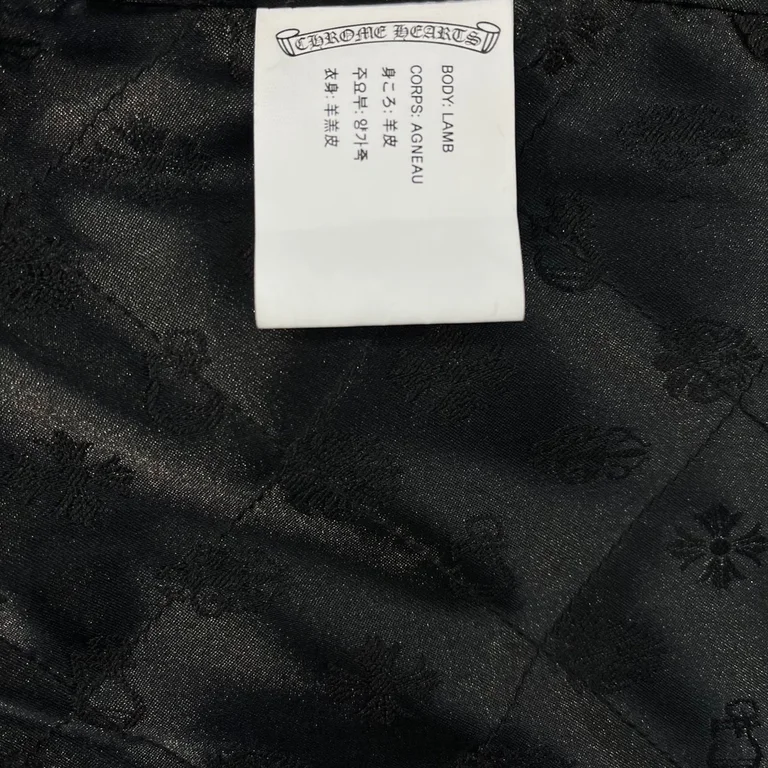 CHROME HEARTS
BODY: LAMB
CORPS: AGNEAU
身ころ: 羊皮
주요부: 양가죽
衣身: 羊羔皮